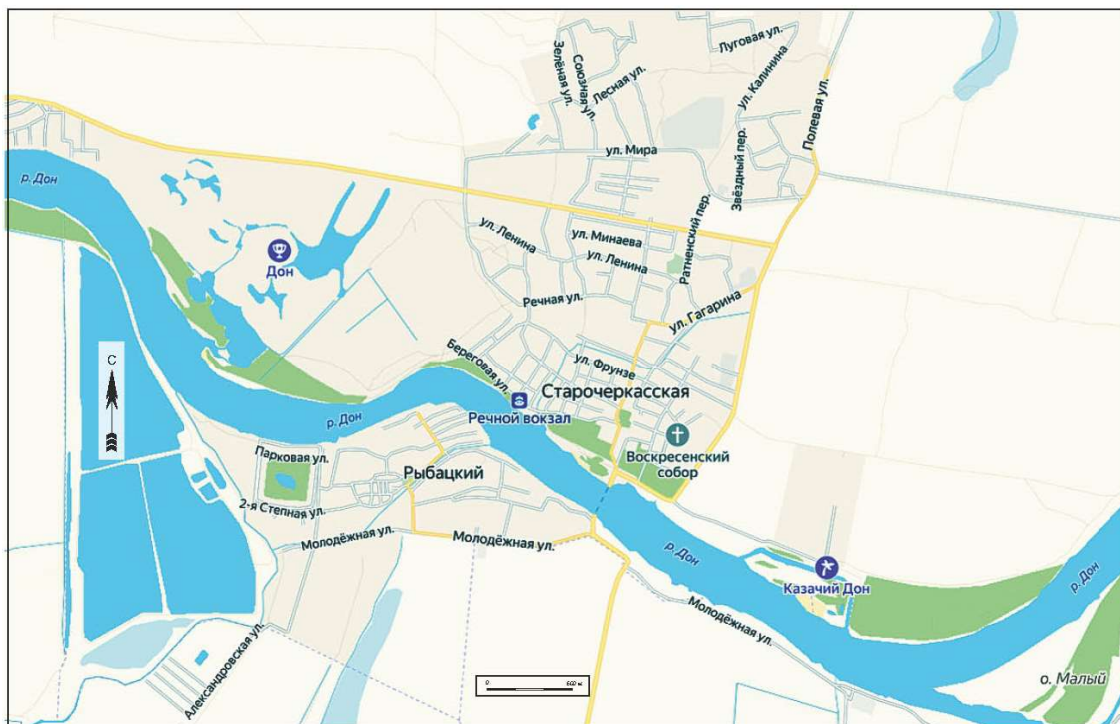 Луговая ул.
Зелёная ул.
Союзная ул.
Лесная ул.
ул. Калинина
Полевая ул.
ул. Мира
Звёздный пер.
р. Дон
Ратненский пер.
ул. Ленина
ул. Минаева
ул. Ленина
Дон
Речная ул.
ул. Гагарина
С
Береговая ул.
ул. Фрунзе
Старочеркасская
Речной вокзал
р. Дон
Воскресенский
собор
Парковая ул.
Рыбацкий
2-я Степная ул.
Молодёжная ул.
Молодёжная ул.
р. Дон
Казачий Дон
р. Дон
Молодёжная ул.
Александровская ул.
о. Малый
0